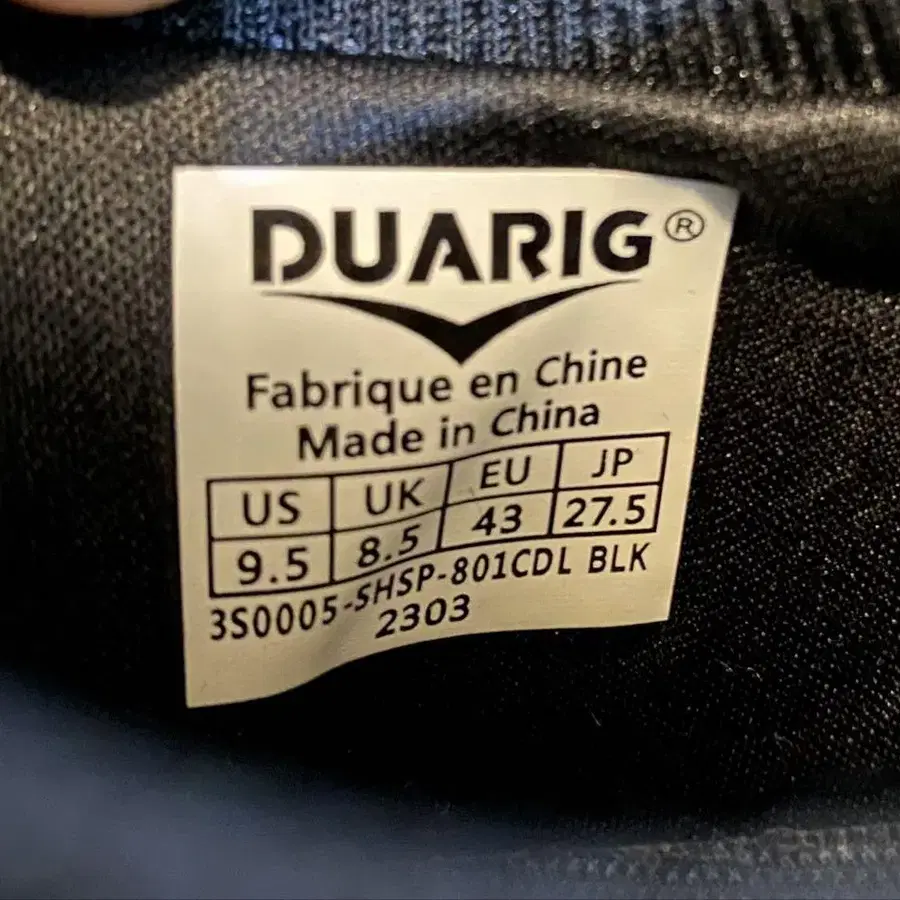 DUARIG®
Fabrique en Chine
Made in China
US UK EU JP
9.5 8.5 43 27.5
3S0005-SHSP-801CDL BLK
2303